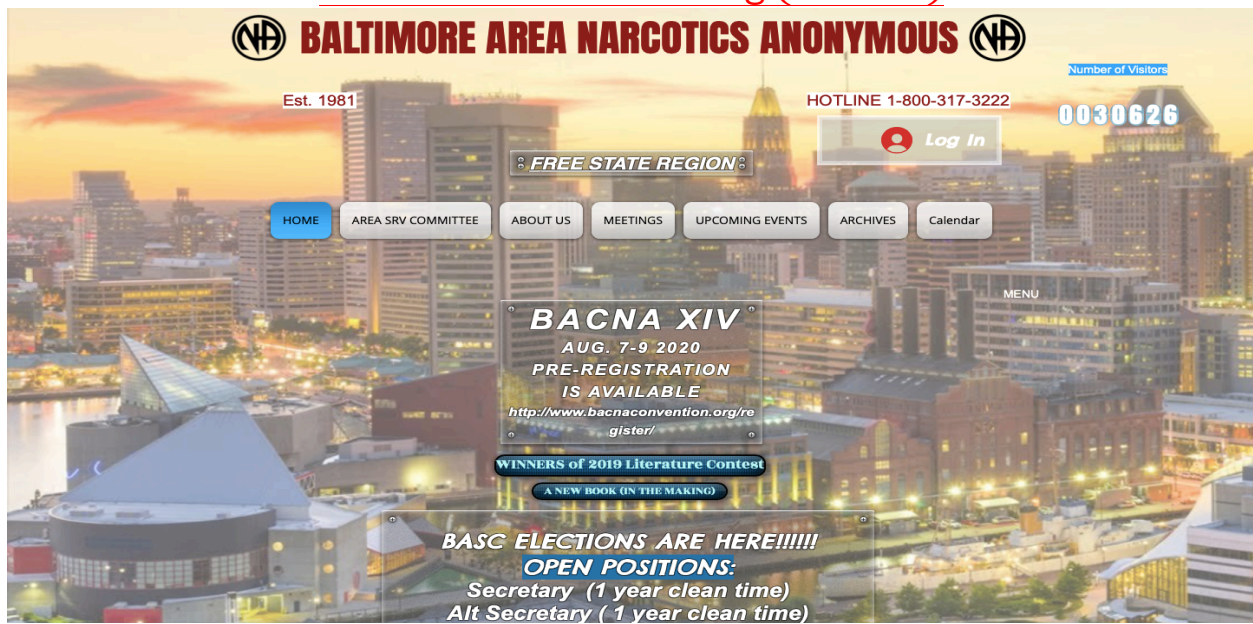 NA BALTIMORE AREA NARCOTICS ANONYMOUS NA
Number of Visitors
Est. 1981
HOTLINE 1-800-317-3222
0030626
Log In
FREE STATE REGION
HOME
AREA SRV COMMITTEE
ABOUT US
MEETINGS
UPCOMING EVENTS
ARCHIVES
Calendar
MENU
BACNA XIV
AUG. 7-9 2020
PRE-REGISTRATION
IS AVAILABLE
http://www.bacnaconvention.org/re
gister/
WINNERS of 2019 Literature Contest
A NEW BOOK (IN THE MAKING)
BASC ELECTIONS ARE HERE!!!!!!
OPEN POSITIONS:
Secretary (1 year clean time)
Alt Secretary ( 1 year clean time)